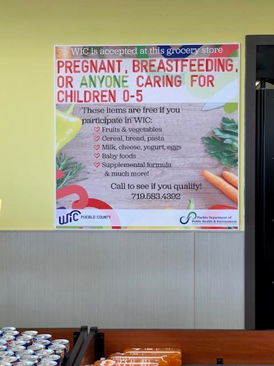 WIC is accepted at this grocery store
PREGNANT, BREASTFEEDING,
OR ANYONE CARING FOR
CHILDREN 0-5
These items are free if you
participate in WIC:
Fruits & vegetables
Cereal, bread, pasta
Milk, cheese, yogurt, eggs
Baby foods
Supplemental formula
& much more!
Call to see if you qualify!
719.583.4392
WIC PUEBLO COUNTY
Pueblo Department of
Public Health & Environment